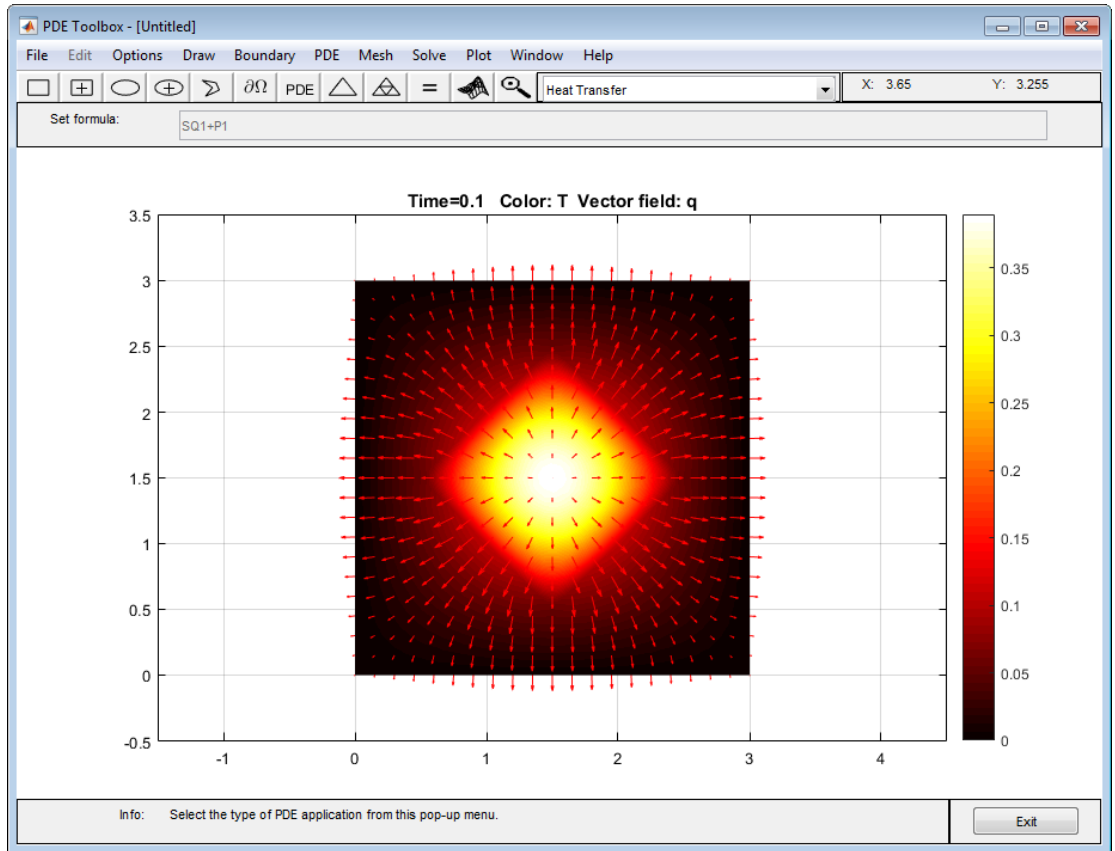 PDE Toolbox - [Untitled]
File Edit Options Draw Boundary PDE Mesh Solve Plot Window Help
∂Ω PDE = Heat Transfer X: 3.65 Y: 3.255
Set formula: SQ1+P1
Time=0.1 Color: T Vector field: q
3.5
3
2.5
2
1.5
1
0.5
0
-0.5
-1 0 1 2 3 4
0.35
0.3
0.25
0.2
0.15
0.1
0.05
0
Info: Select the type of PDE application from this pop-up menu.
Exit